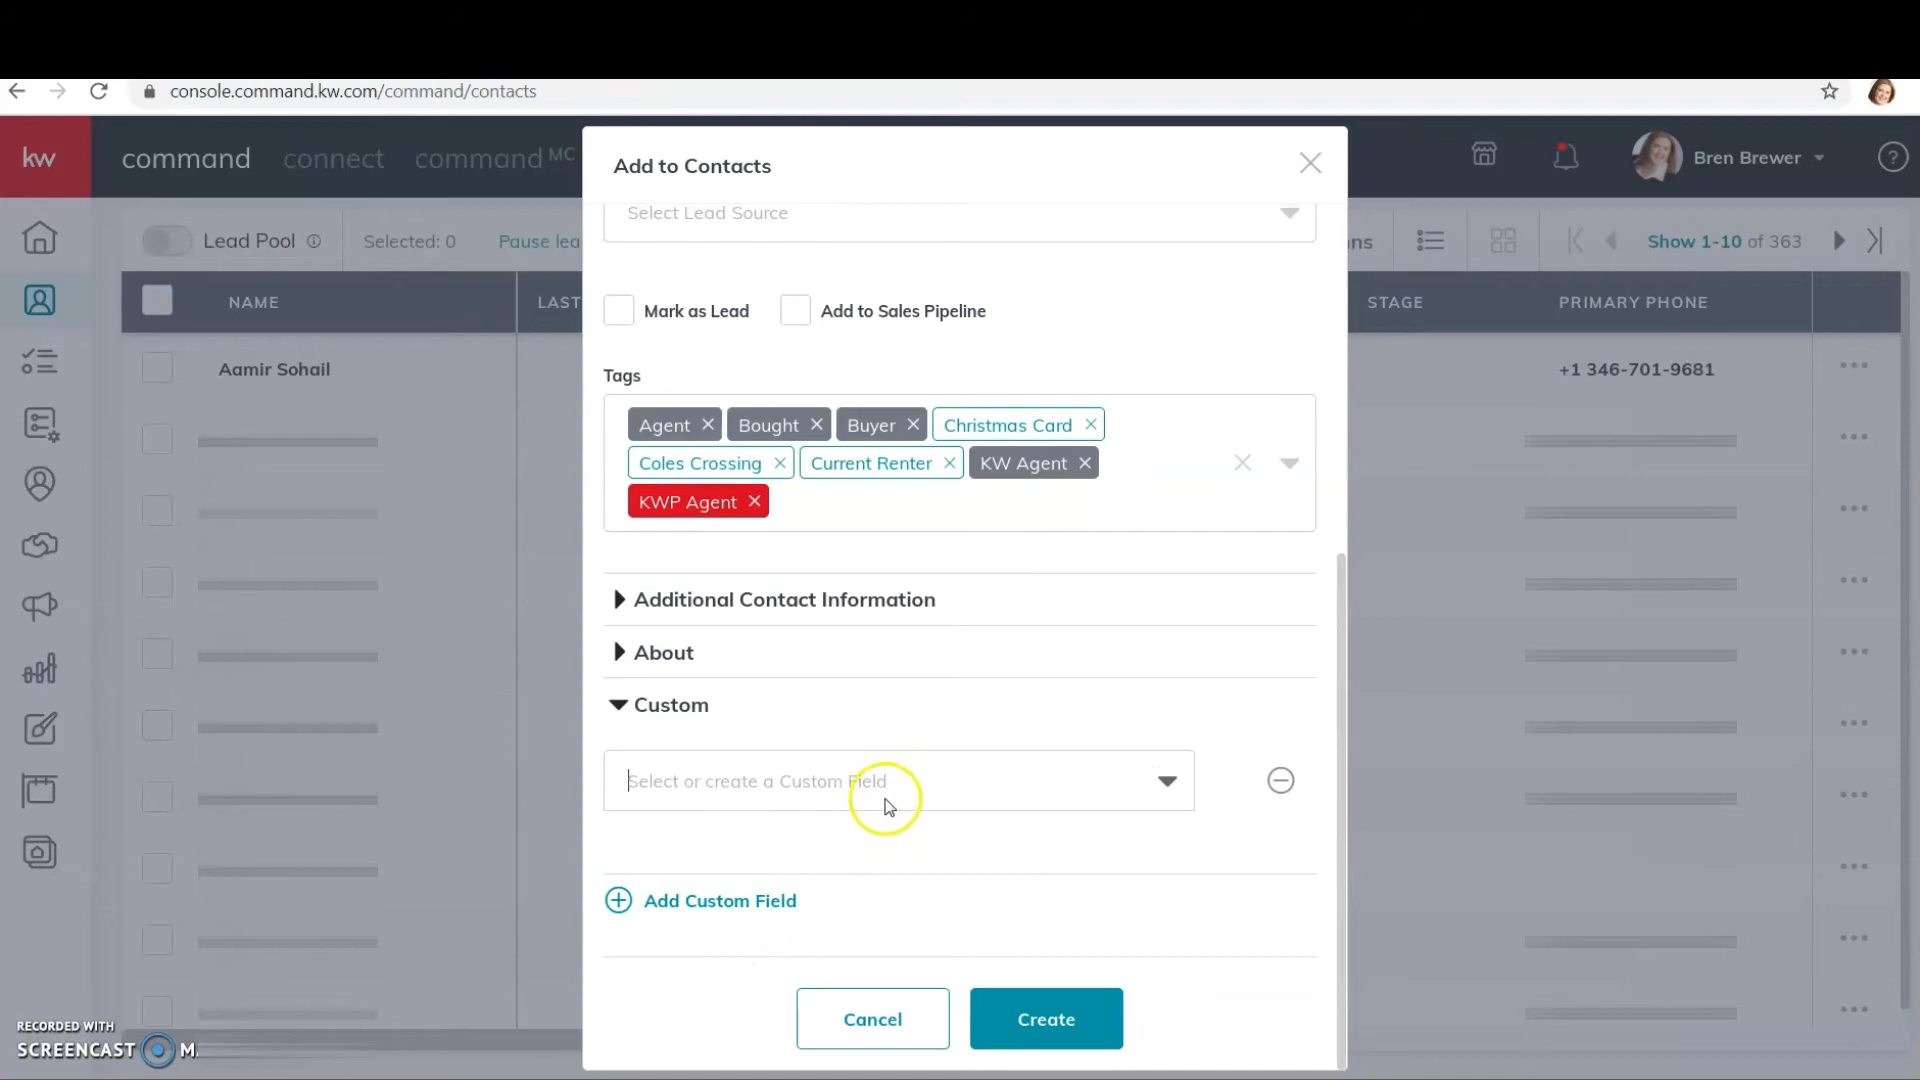 console.command.kw.com/command/contacts
kw command connect command MC Bren Brewer ?
Add to Contacts
Select Lead Source
Lead Pool Selected: 0 Pause lea ns Show 1-10 of 363
NAME LAST STAGE PRIMARY PHONE
Mark as Lead Add to Sales Pipeline
Aamir Sohail +1 346-701-9681
Tags
Agent Bought Buyer Christmas Card
Coles Crossing Current Renter KW Agent
KWP Agent
Additional Contact Information
About
Custom
Select or create a Custom Field
Add Custom Field
Cancel Create
RECORDED WITH
SCREENCAST M